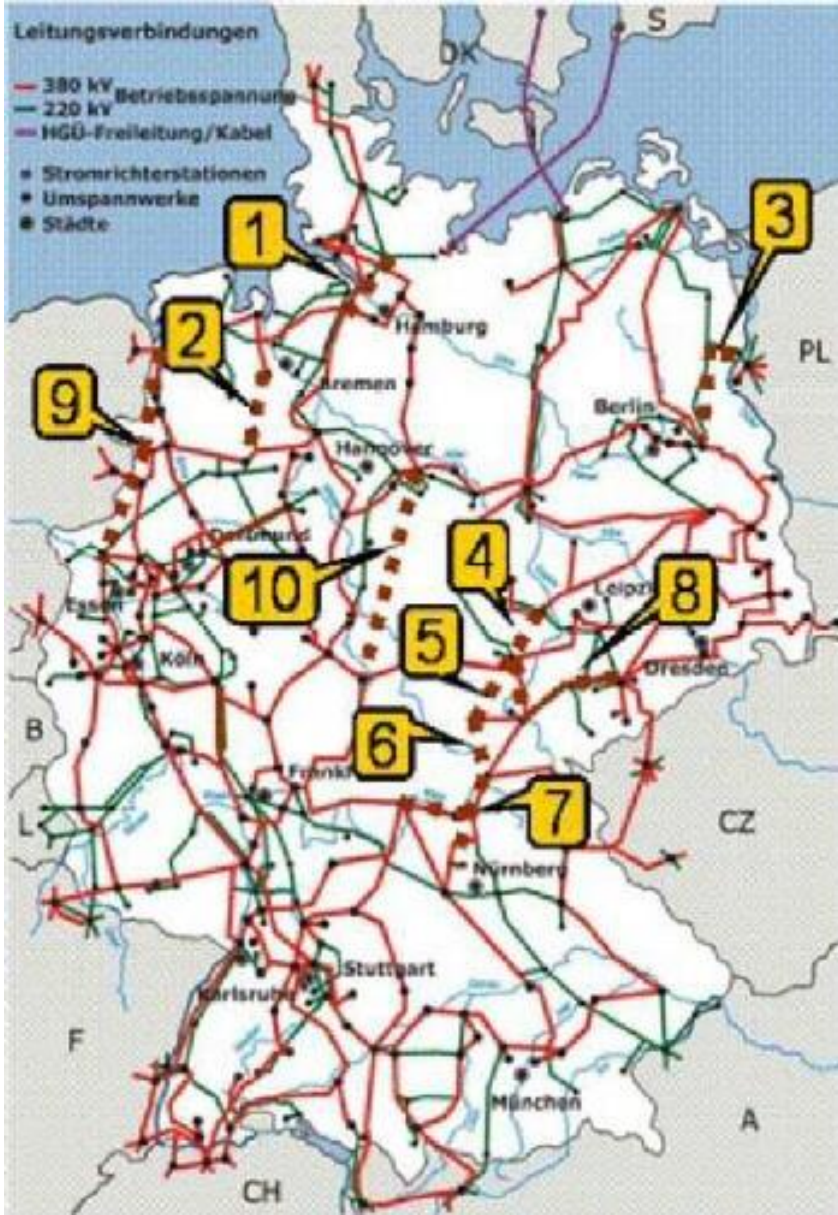 Leitungsverbindungen
380 kV
220 kV
Betriebsspannung
HGÜ-Freileitung/Kabel
Stromrichterstationen
Umspannwerke
Städte
DK
S
1
3
2
Hamburg
PL
Bremen
9
Berlin
Hannover
Dortmund
4
10
Leipz
8
Essen
5
Köln
Dresden
B
6
Frankf
7
L
CZ
Nürnberg
Stuttgart
Karlsruhe
F
München
A
CH